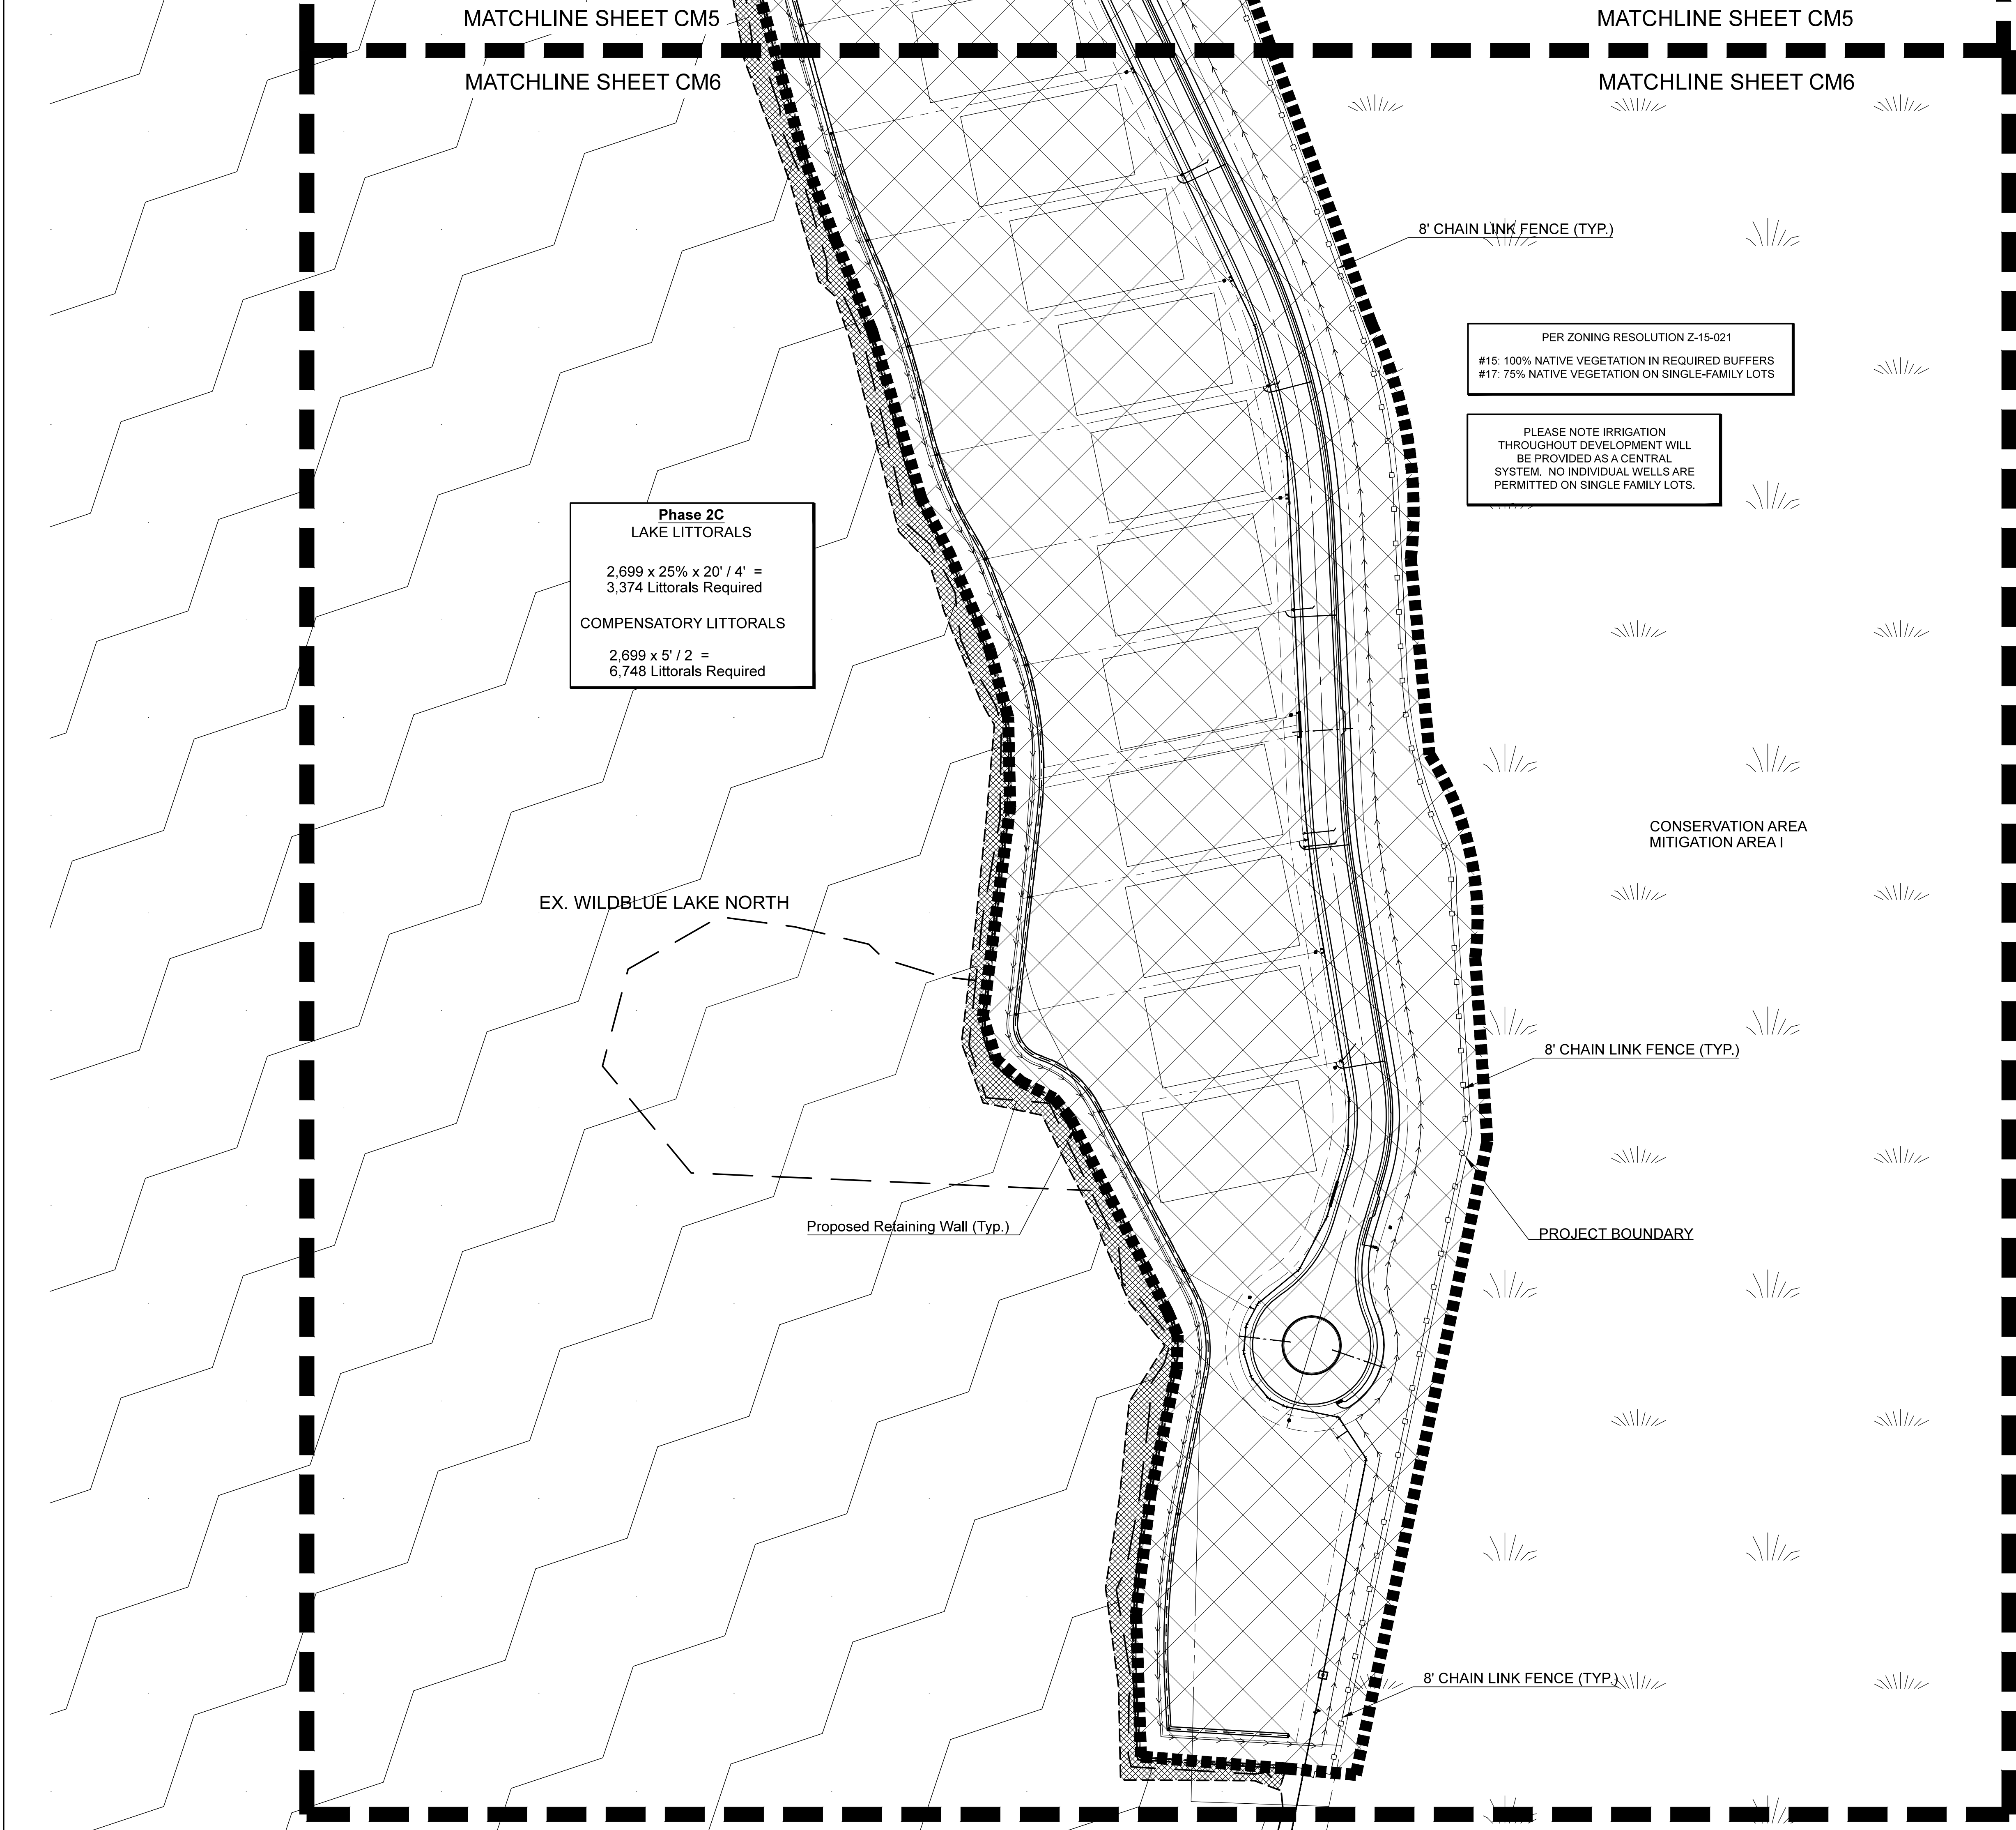 MATCHLINE SHEET CM5
MATCHLINE SHEET CM5
MATCHLINE SHEET CM6
MATCHLINE SHEET CM6
8' CHAIN LINK FENCE (TYP.)
PER ZONING RESOLUTION Z-15-021
#15: 100% NATIVE VEGETATION IN REQUIRED BUFFERS
#17: 75% NATIVE VEGETATION ON SINGLE-FAMILY LOTS
PLEASE NOTE IRRIGATION
THROUGHOUT DEVELOPMENT WILL
BE PROVIDED AS A CENTRAL
SYSTEM. NO INDIVIDUAL WELLS ARE
PERMITTED ON SINGLE FAMILY LOTS.
Phase 2C
LAKE LITTORALS
2,699 x 25% x 20' / 4' =
3,374 Littorals Required
COMPENSATORY LITTORALS
2,699 x 5' / 2 =
6,748 Littorals Required
CONSERVATION AREA
MITIGATION AREA I
EX. WILDBLUE LAKE NORTH
8' CHAIN LINK FENCE (TYP.)
Proposed Retaining Wall (Typ.)
PROJECT BOUNDARY
8' CHAIN LINK FENCE (TYP.)